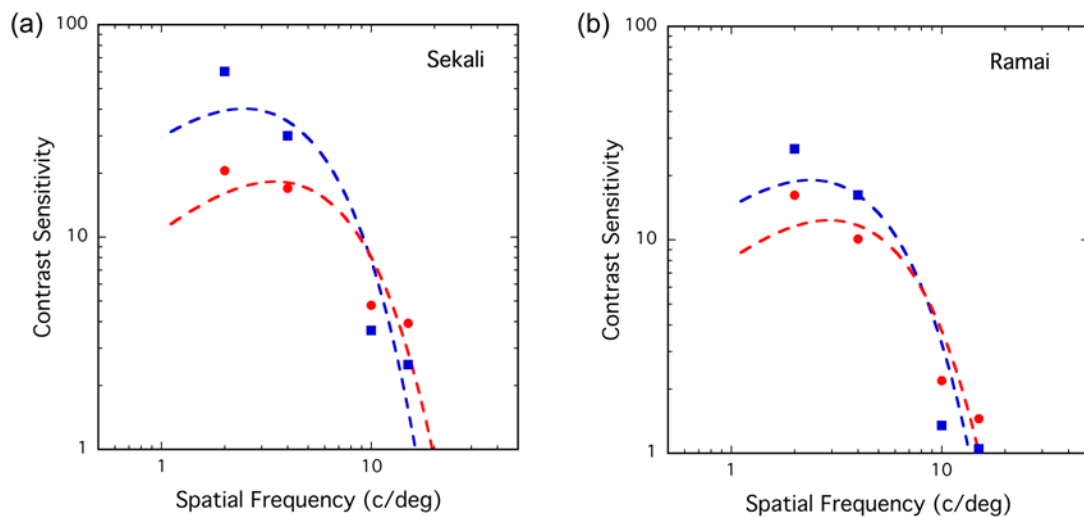 (a)
Sekali
100
10
1
Contrast Sensitivity
1
10
Spatial Frequency (c/deg)
(b)
Ramai
100
10
1
Contrast Sensitivity
1
10
Spatial Frequency (c/deg)